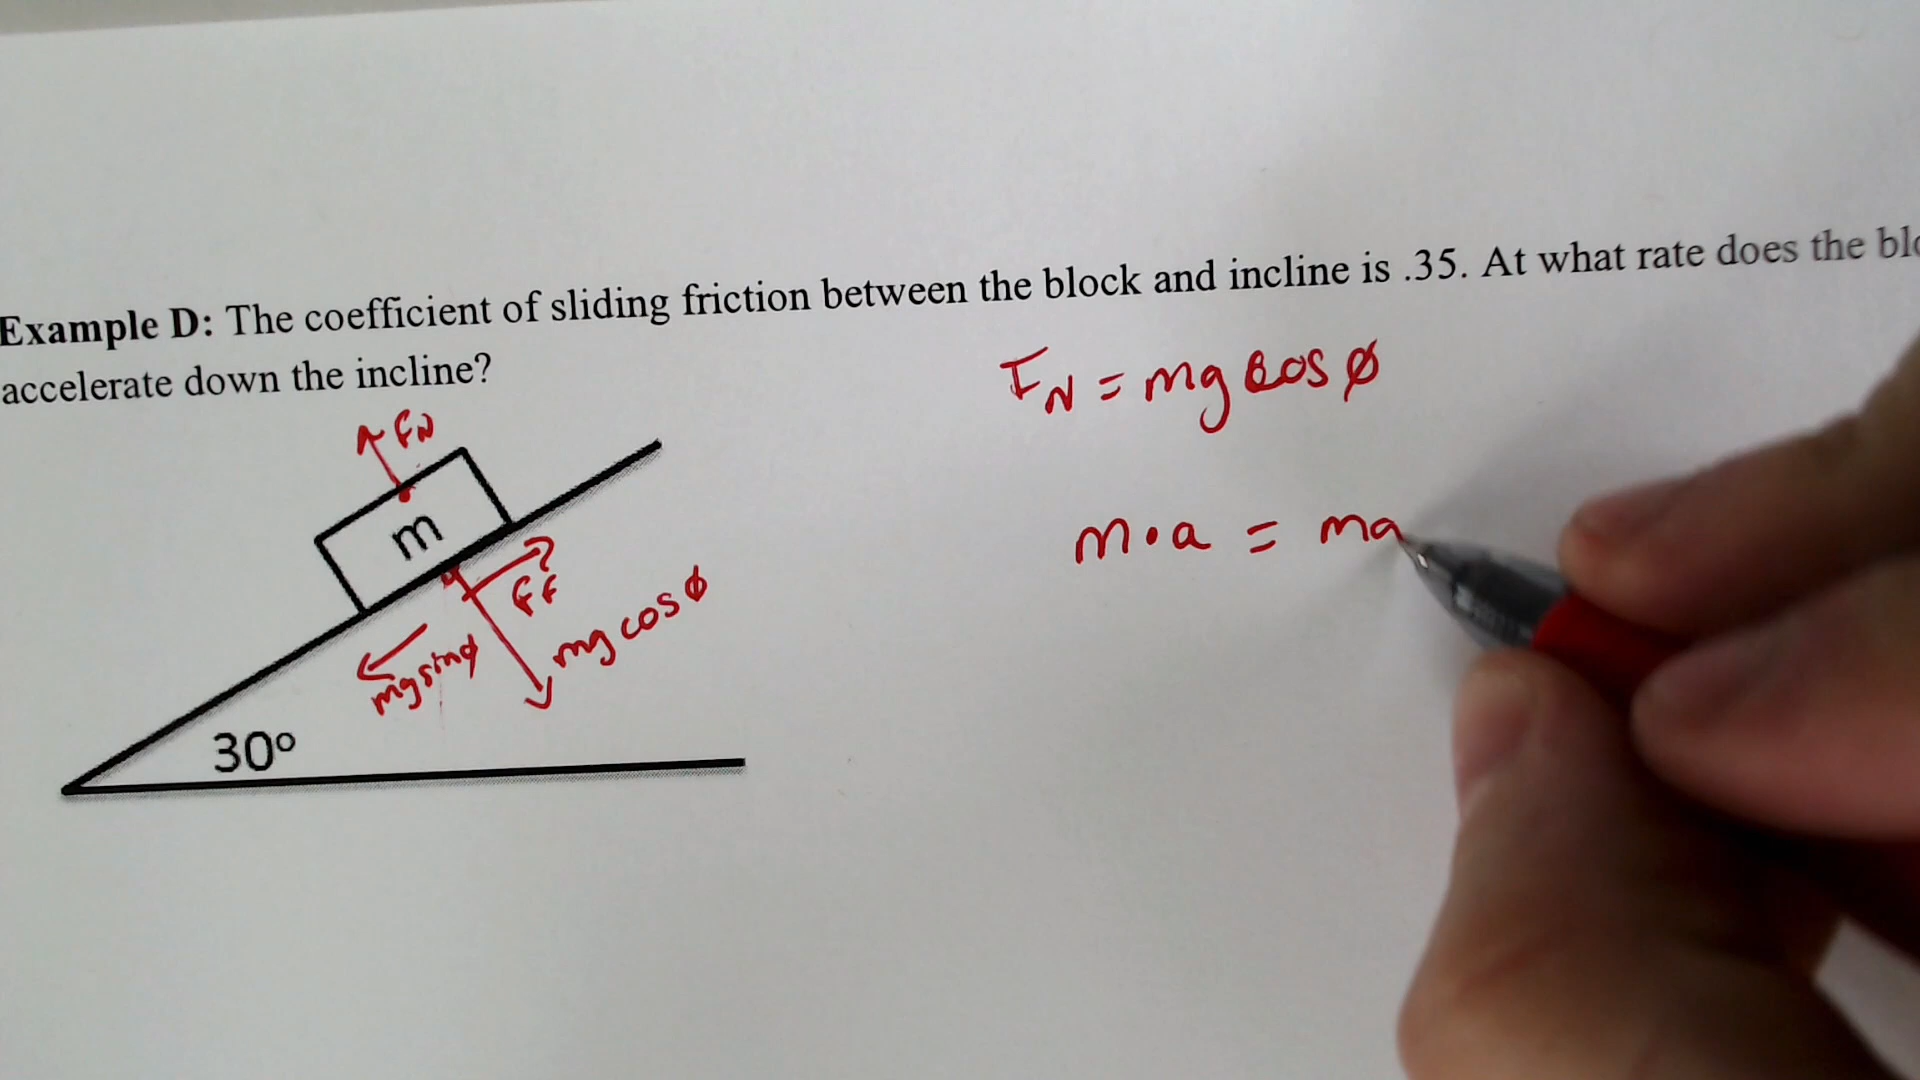 Example D: The coefficient of sliding friction between the block and incline is .35. At what rate does the
accelerate down the incline?
FN = mg cos ϕ
FN
m
m • a = ma
Ff
mg cos ϕ
mg sin ϕ
30°